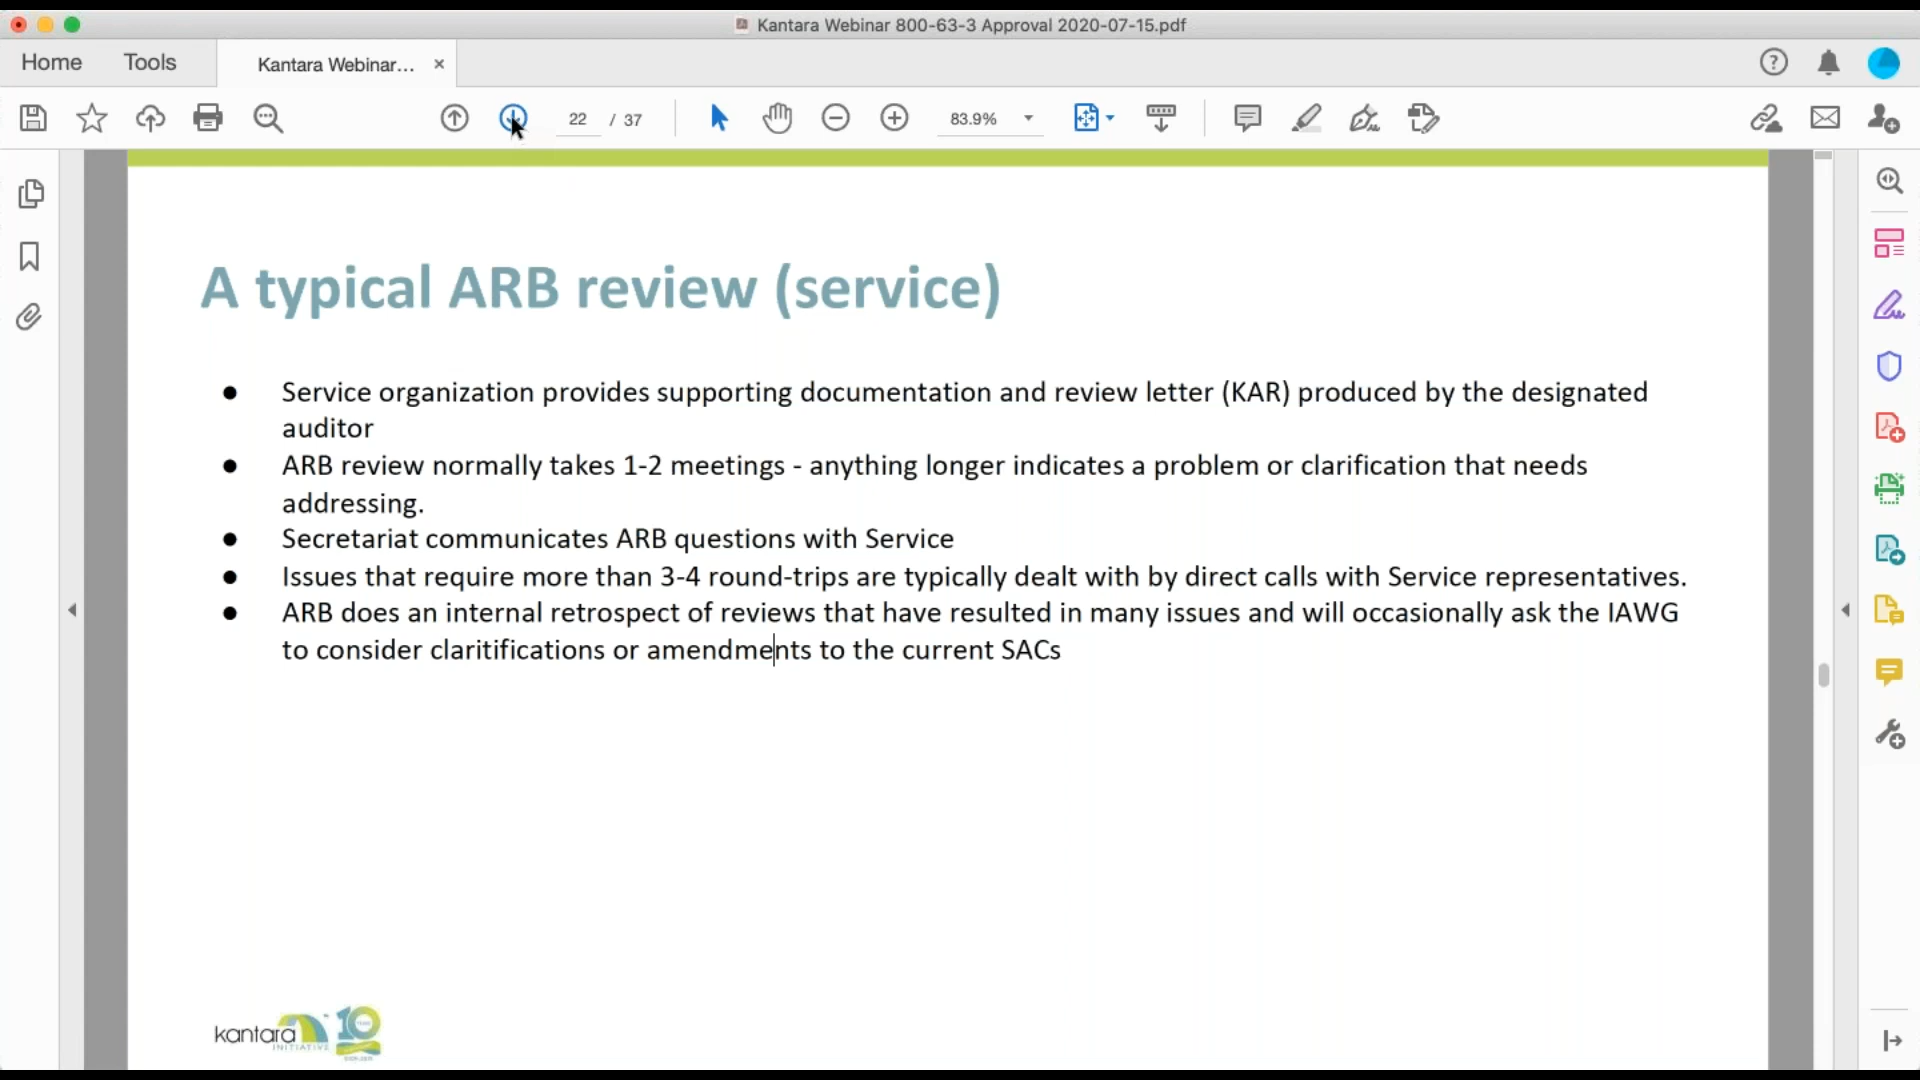 Kantara Webinar 800-63-3 Approval 2020-07-15.pdf
Home Tools Kantara Webinar... ×
22 / 37 83.9%
A typical ARB review (service)
● Service organization provides supporting documentation and review letter (KAR) produced by the designated
auditor
● ARB review normally takes 1-2 meetings - anything longer indicates a problem or clarification that needs
addressing.
● Secretariat communicates ARB questions with Service
● Issues that require more than 3-4 round-trips are typically dealt with by direct calls with Service representatives.
● ARB does an internal retrospect of reviews that have resulted in many issues and will occasionally ask the IAWG
to consider claritifications or amendments to the current SACs
kantara
INITIATIVE
10